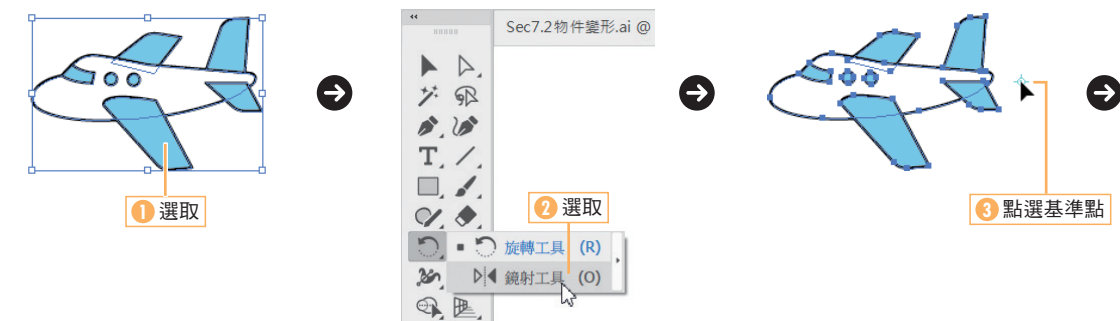 Sec7.2物件變形.ai @
T
旋轉工具 (R)
鏡射工具 (O)
1 選取
2 選取
3 點選基準點